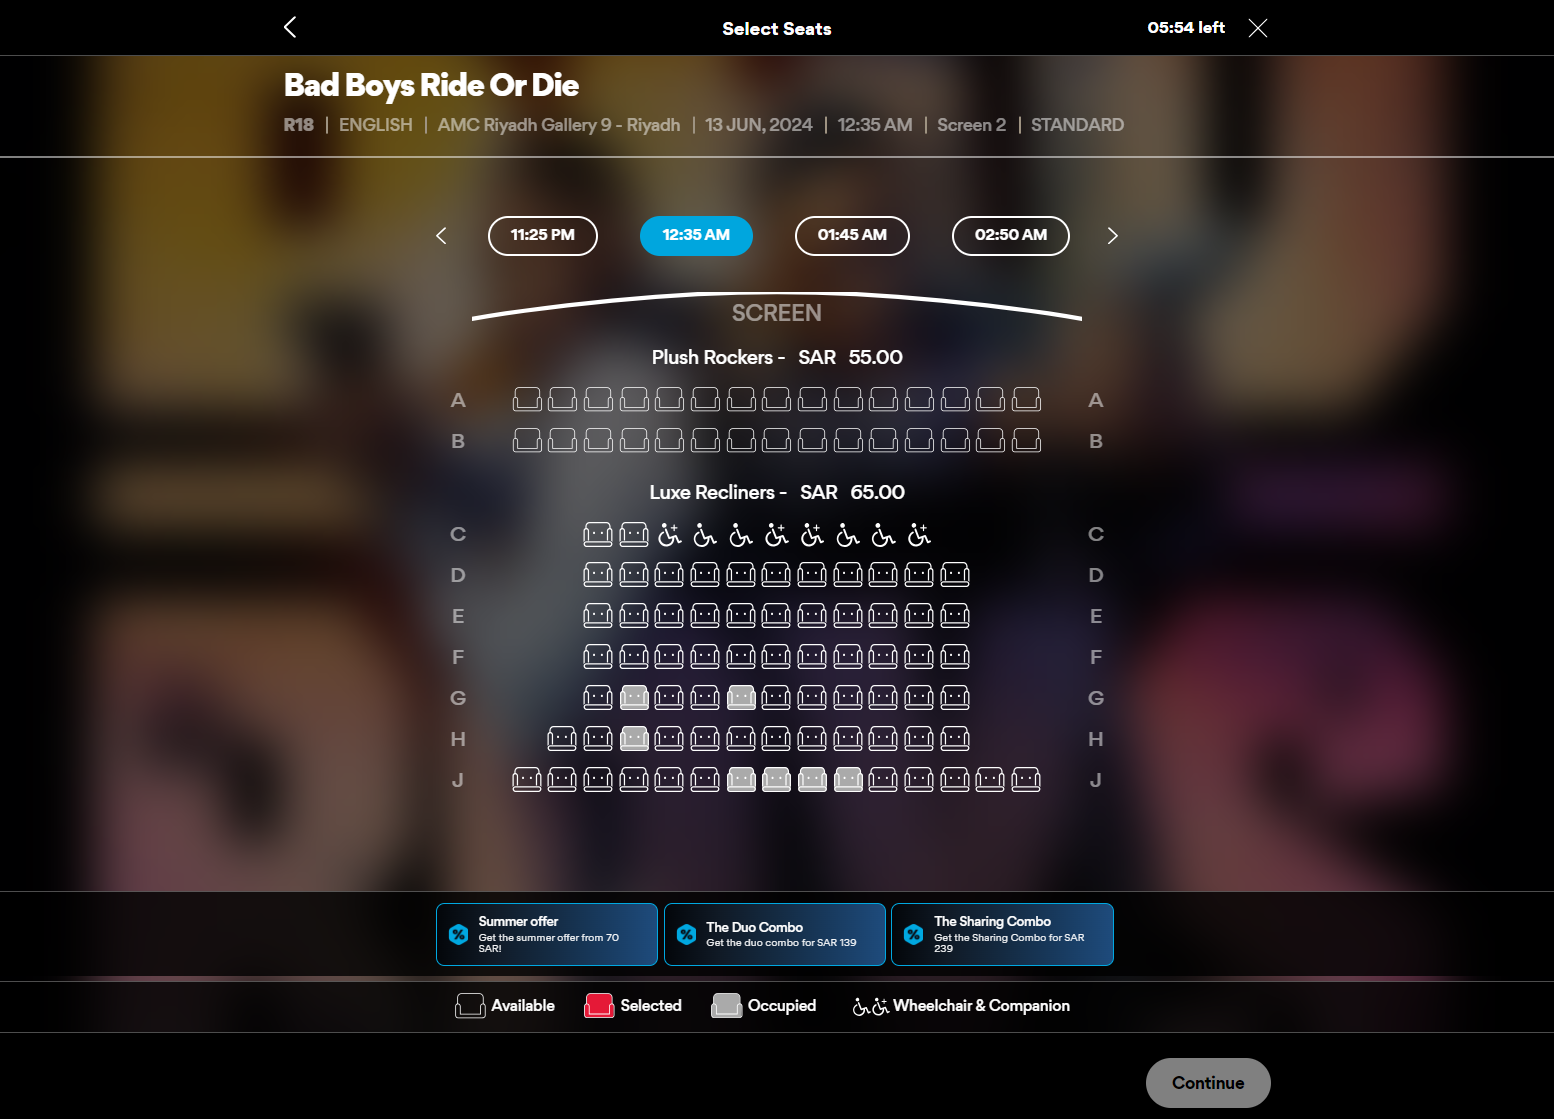 Select Seats
05:54 left
Bad Boys Ride Or Die
R18 | ENGLISH | AMC Riyadh Gallery 9 - Riyadh | 13 JUN, 2024 | 12:35 AM | Screen 2 | STANDARD
11:25 PM
12:35 AM
01:45 AM
02:50 AM
SCREEN
Plush Rockers - SAR 55.00
A A
B B
Luxe Recliners - SAR 65.00
C C
D D
E E
F F
G G
H H
J J
Summer offer
Get the summer offer from 70
SAR!
The Duo Combo
Get the duo combo for SAR 139
The Sharing Combo
Get the Sharing Combo for SAR
239
Available
Selected
Occupied
Wheelchair & Companion
Continue